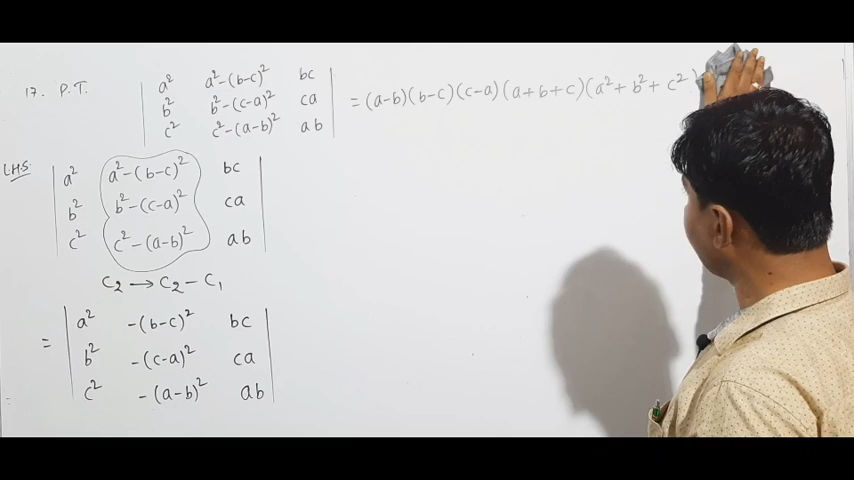 17. P.T. | a² a²-(b-c)² bc |
| b² b²-(c-a)² ca | =(a-b)(b-c)(c-a)(a+b+c)(a²+b²+c²)
| c² c²-(a-b)² ab |
L.H.S:
| a² a²-(b-c)² bc |
| b² b²-(c-a)² ca |
| c² c²-(a-b)² ab |
C₂ → C₂-C₁
| a² -(b-c)² bc |
= | b² -(c-a)² ca |
| c² -(a-b)² ab |